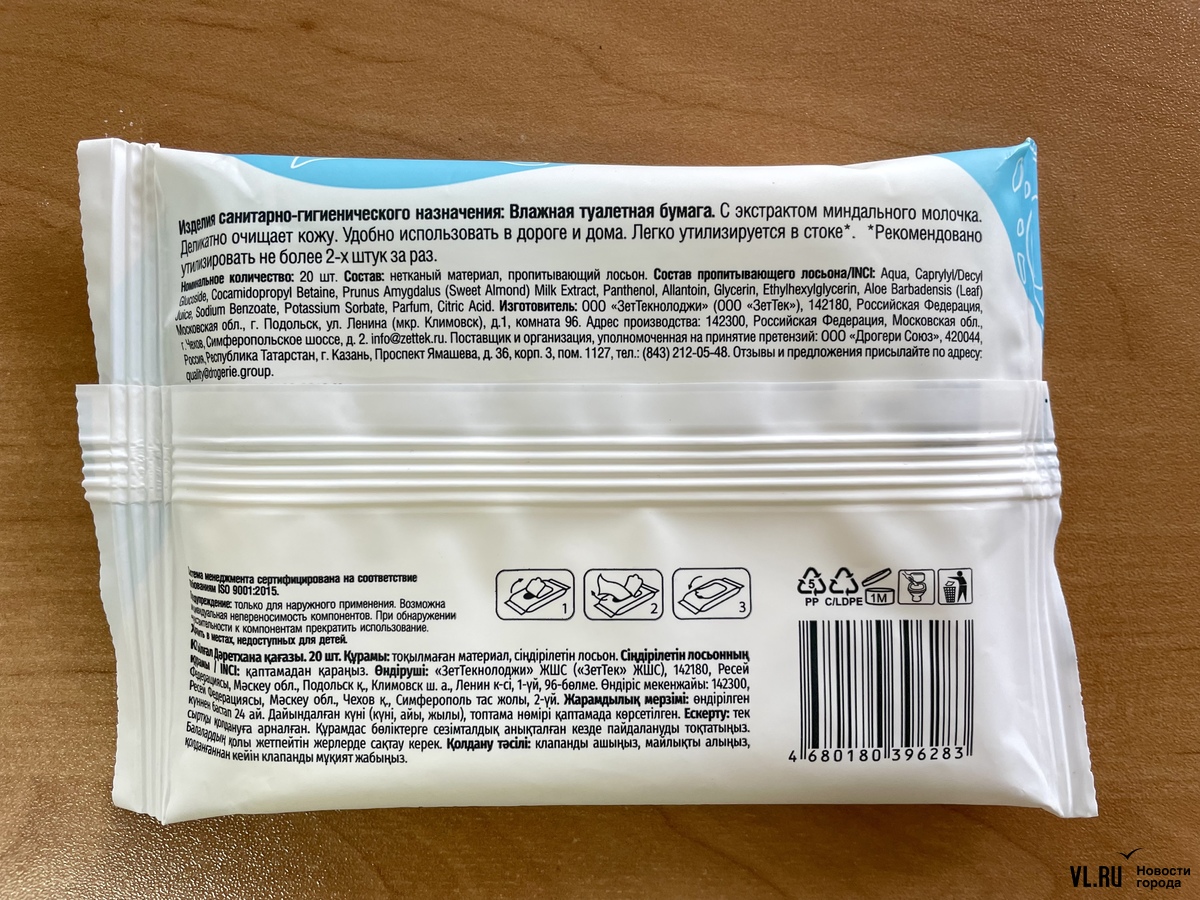 Изделия санитарно-гигиенического назначения: Влажная туалетная бумага. С экстрактом миндального молочка.
Деликатно очищает кожу. Удобно использовать в дороге и дома. Легко утилизируется в стоке*. *Рекомендовано
утилизировать не более 2-х штук за раз.
Номинальное количество: 20 шт. Состав: нетканый материал, пропитывающий лосьон. Состав пропитывающего лосьона/INCI: Aqua, Caprylyl/Decyl
Glucoside, Cocamidopropyl Betaine, Prunus Amygdalus (Sweet Almond) Milk Extract, Panthenol, Allantoin, Glycerin, Ethylhexylglycerin, Aloe Barbadensis (Leaf)
Juice, Sodium Benzoate, Potassium Sorbate, Parfum, Citric Acid. Изготовитель: ООО «ЗетТекнолоджи» (ООО «ЗетТек»), 142180, Российская Федерация,
Московская обл., г. Подольск, ул. Ленина (мкр. Климовск), д.1, комната 96. Адрес производства: 142300, Российская Федерация, Московская обл.,
г. Чехов, Симферопольское шоссе, д. 2. info@zettek.ru. Поставщик и организация, уполномоченная на принятие претензий: ООО «Дрогери Союз», 420044,
Россия, Республика Татарстан, г. Казань, Проспект Ямашева, д. 36, корп. 3, пом. 1127, тел.: (843) 212-05-48. Отзывы и предложения присылайте по адресу:
quality@drogerie.group.
менеджмента сертифицирована на соответствие
ISO 9001:2015.
только для наружного применения. Возможна
непереносимость компонентов. При обнаружении
к компонентам прекратить использование.
в местах, недоступных для детей.
1
2
3
5
PP
C/LDPE
1M
Дәретхана қағазы. 20 шт. Құрамы: тоқылмаған материал, сіңдірілетін лосьон. Сіңдірілетін лосьонның
құрамы / INCI: қаптамадан қараңыз. Өндіруші: «ЗетТекнолоджи» ЖШС («ЗетТек» ЖШС), 142180, Ресей
Федерациясы, Мәскеу обл., Подольск қ., Климовск ш. а., Ленин к-сі, 1-үй, 96-бөлме. Өндіріс мекенжайы: 142300,
Ресей Федерациясы, Мәскеу обл., Чехов қ., Симферополь тас жолы, 2-үй. Жарамдылық мерзімі: өндірілген
күннен бастап 24 ай. Дайындалған күні (күні, айы, жылы), топтама нөмірі қаптамада көрсетілген. Ескерту: тек
сыртқы қолдануға арналған. Құрамдас бөліктерге сезімталдық анықталған кезде пайдалануды тоқтатыңыз.
Балалардың қолы жетпейтін жерлерде сақтау керек. Қолдану тәсілі: клапанды ашыңыз, майлықты алыңыз,
қолданғаннан кейін клапанды мұқият жабыңыз.
4 680180 396283
VL.RU Новости
города